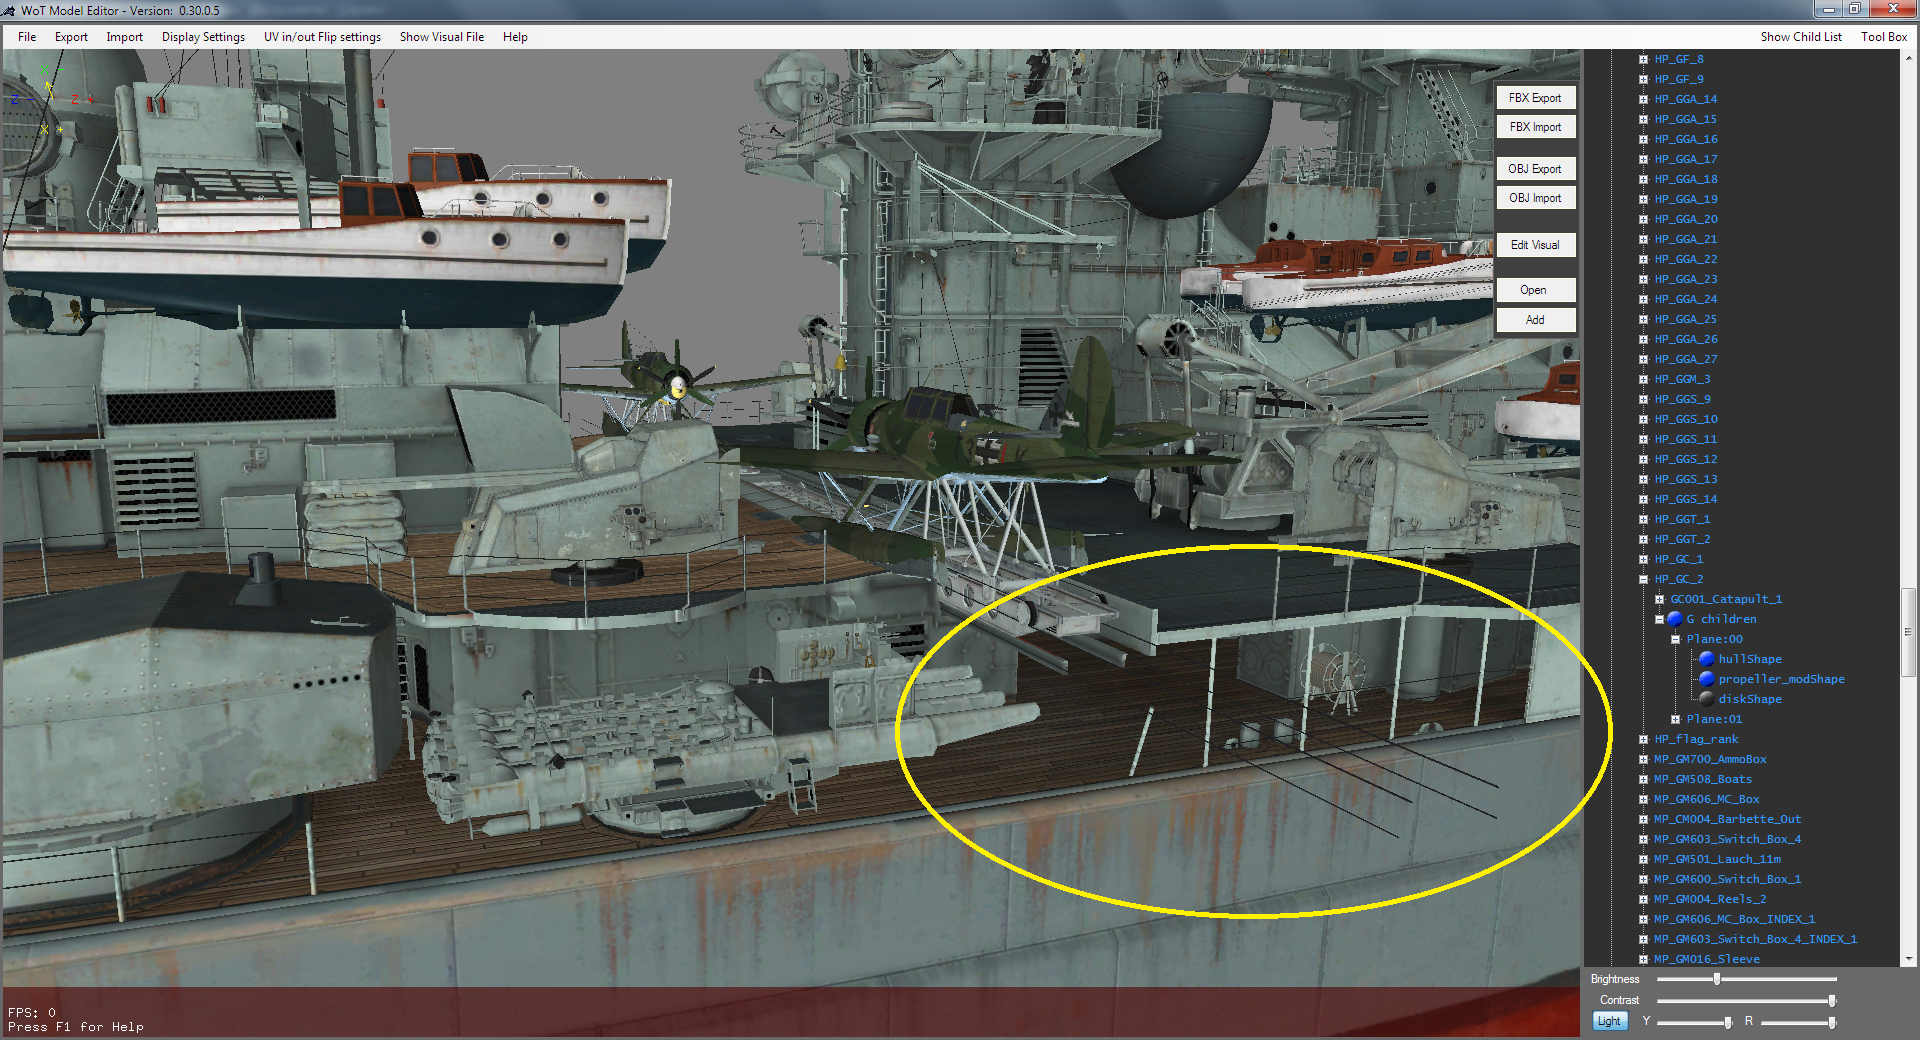 WoT Model Editor - Version: 0.30.0.5
File Export Import Display Settings UV in/out Flip settings Show Visual File Help Show Child List Tool Box
FBX Export
FBX Import
OBJ Export
OBJ Import
Edit Visual
Open
Add
HP_GF_8
HP_GF_9
HP_GGA_14
HP_GGA_15
HP_GGA_16
HP_GGA_17
HP_GGA_18
HP_GGA_19
HP_GGA_20
HP_GGA_21
HP_GGA_22
HP_GGA_23
HP_GGA_24
HP_GGA_25
HP_GGA_26
HP_GGA_27
HP_GGM_3
HP_GGS_9
HP_GGS_10
HP_GGS_11
HP_GGS_12
HP_GGS_13
HP_GGS_14
HP_GGT_1
HP_GGT_2
HP_GC_1
HP_GC_2
GC001_Catapult_1
G children
Plane:00
hullShape
propeller_modShape
diskShape
Plane:01
HP_flag_rank
MP_GM700_AmmoBox
MP_GM508_Boats
MP_GM606_MC_Box
MP_CM004_Barbette_Out
MP_GM603_Switch_Box_4
MP_GM501_Lauch_11m
MP_GM600_Switch_Box_1
MP_GM004_Reels_2
MP_GM606_MC_Box_INDEX_1
MP_GM603_Switch_Box_4_INDEX_1
MP_GM016_Sleeve
Brightness
Contrast
Light Y R
FPS: 0
Press F1 for Help